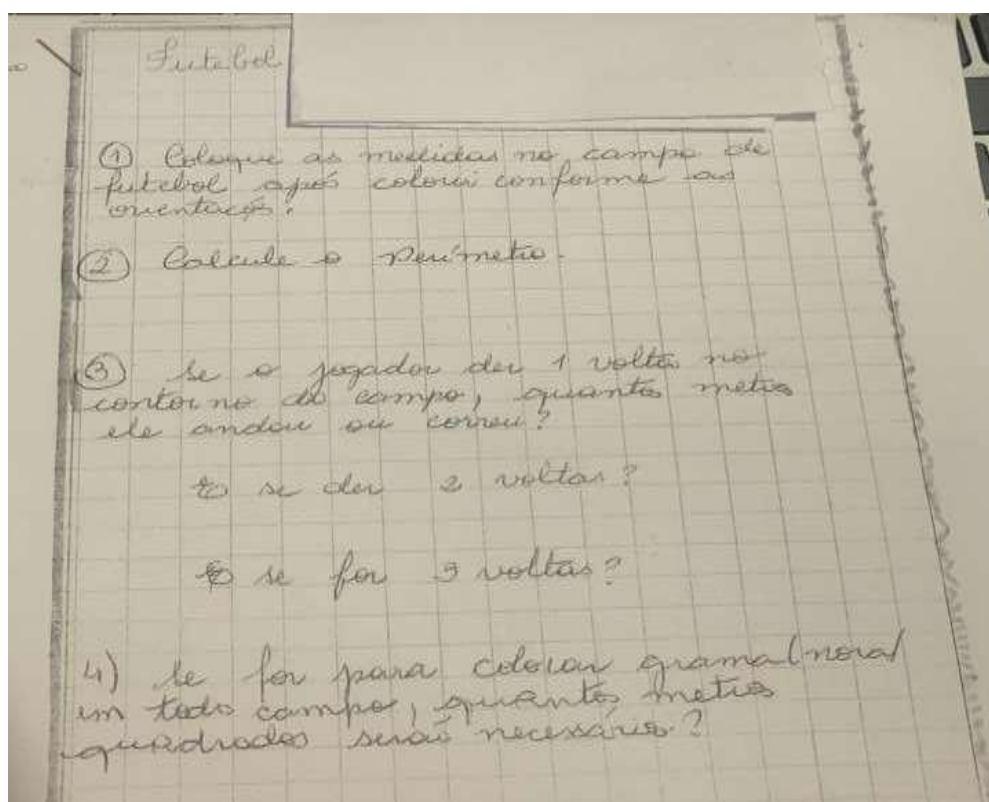 Futebol
① Coloque as medidas no campo de
futebol após colorir conforme as
orientaçõs.
② Calcule o Perímetro.
③ Se o jogador der 1 volta no
contorno do campo, quantos metros
ele andou ou correu?
se der 2 voltas?
se for 3 voltas?
4) Se for para colocar grama (nova)
em todo campo, quantos metros
quadrados serão necessários?